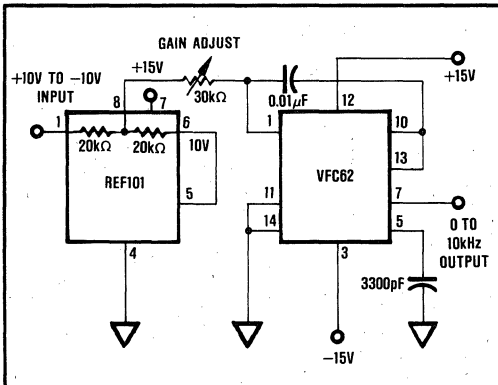 GAIN ADJUST
+10V TO −10V
INPUT
+15V
30kΩ
0.01μF
+15V
1
8
7
6
20kΩ
20kΩ
10V
REF101
5
4
1
12
10
13
VFC62
11
14
7
5
3
0 TO
10kHz
OUTPUT
3300pF
−15V